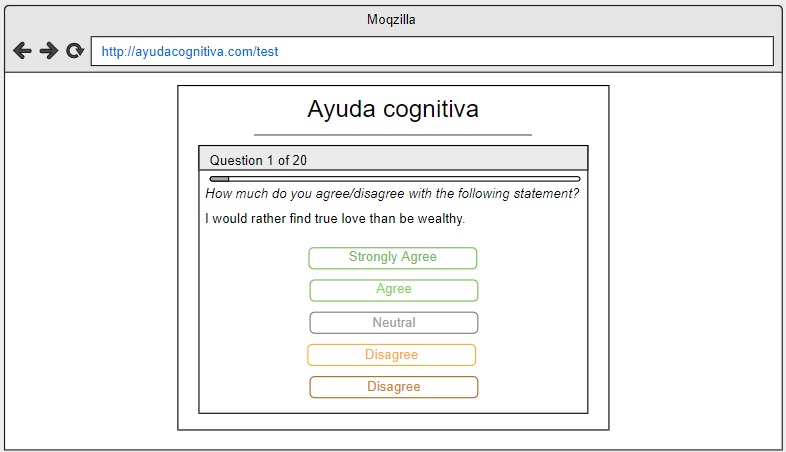 Moqzilla
http://ayudacognitiva.com/test
Ayuda cognitiva
Question 1 of 20
How much do you agree/disagree with the following statement?
I would rather find true love than be wealthy.
Strongly Agree
Agree
Neutral
Disagree
Disagree